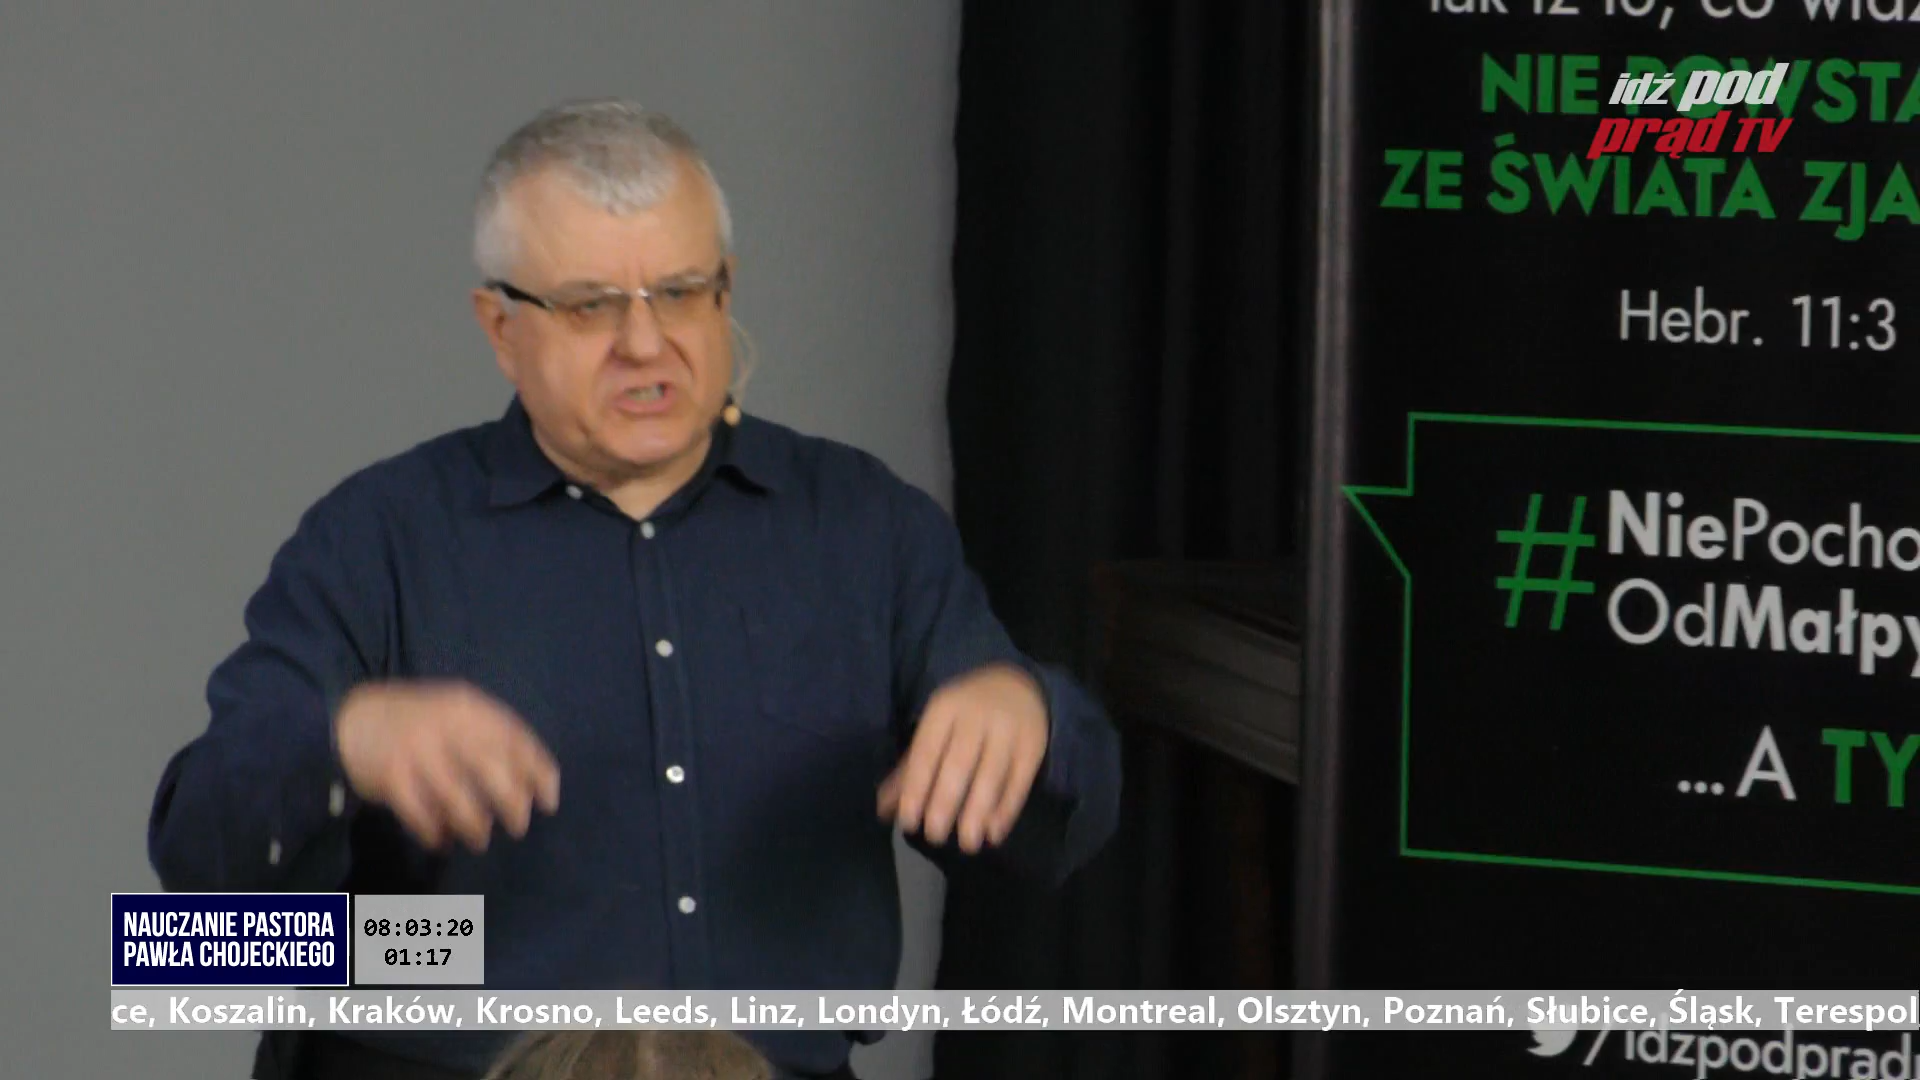 NIE POWSTA
ZE ŚWIATA ZJA
Hebr. 11:3
idź pod
prąd TV
#NiePocho
OdMałpy
...A TY
NAUCZANIE PASTORA
PAWŁA CHOJECKIEGO
08:03:20
01:17
ce, Koszalin, Kraków, Krosno, Leeds, Linz, Londyn, Łódź, Montreal, Olsztyn, Poznań, Słubice, Śląsk, Terespol,
/idzpodprad